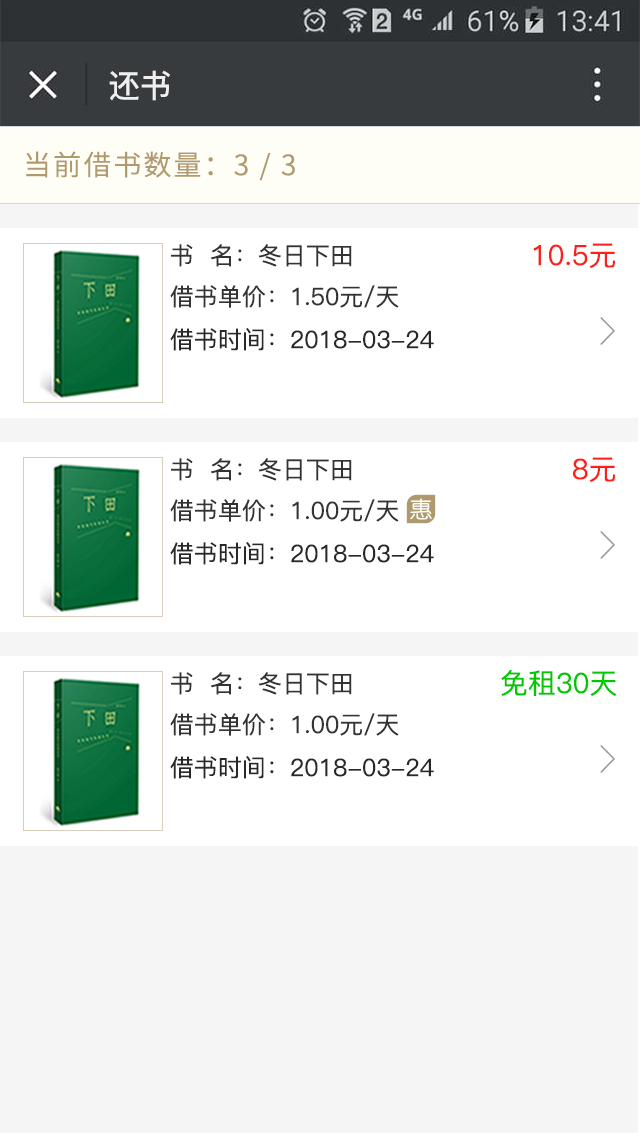 2 4G 61% 13:41
还书
当前借书数量：3 / 3
书 名：冬日下田 10.5元
借书单价：1.50元/天
借书时间：2018-03-24
下田
书 名：冬日下田 8元
借书单价：1.00元/天 惠
借书时间：2018-03-24
下田
书 名：冬日下田 免租30天
借书单价：1.00元/天
借书时间：2018-03-24
下田